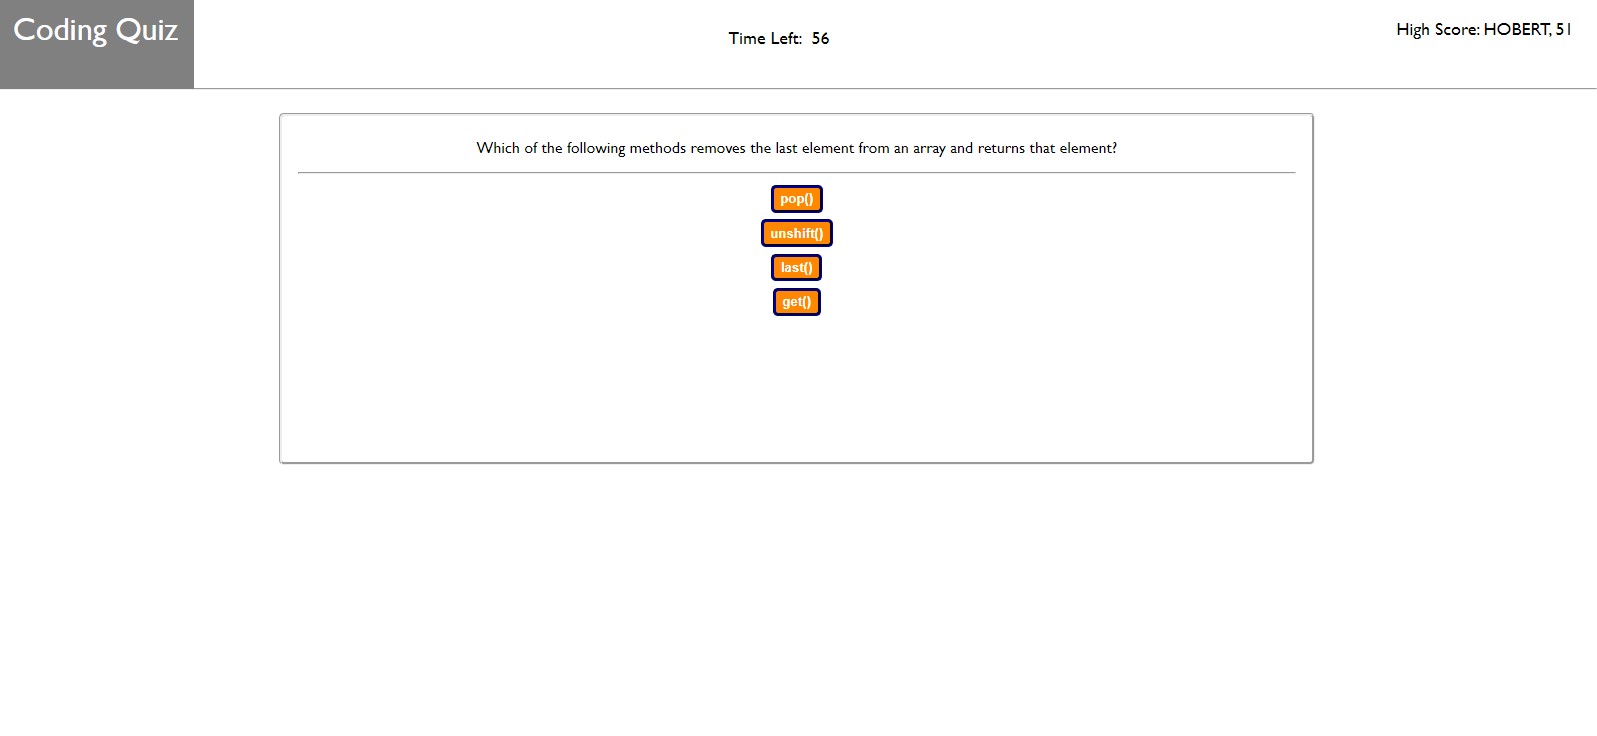 Coding Quiz
Time Left: 56
High Score: HOBERT, 51
Which of the following methods removes the last element from an array and returns that element?
pop()
unshift()
last()
get()